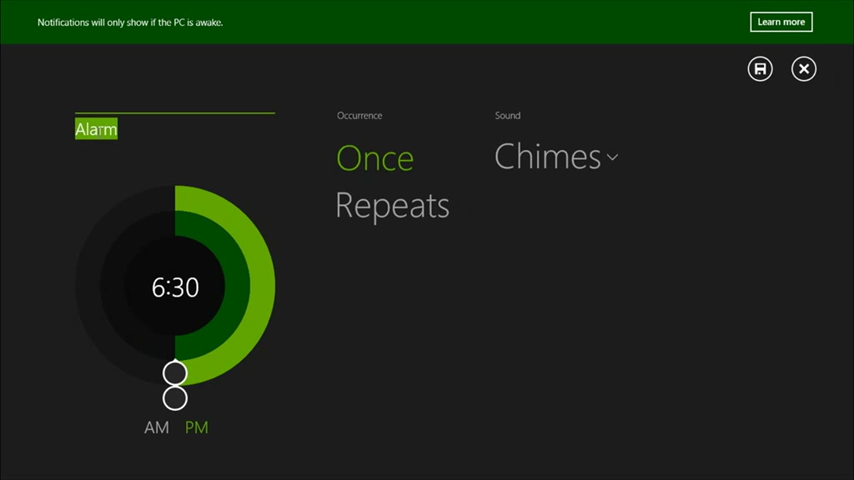 Notifications will only show if the PC is awake.
Learn more
Alarm
Occurrence
Sound
Once
Chimes
Repeats
6:30
AM PM